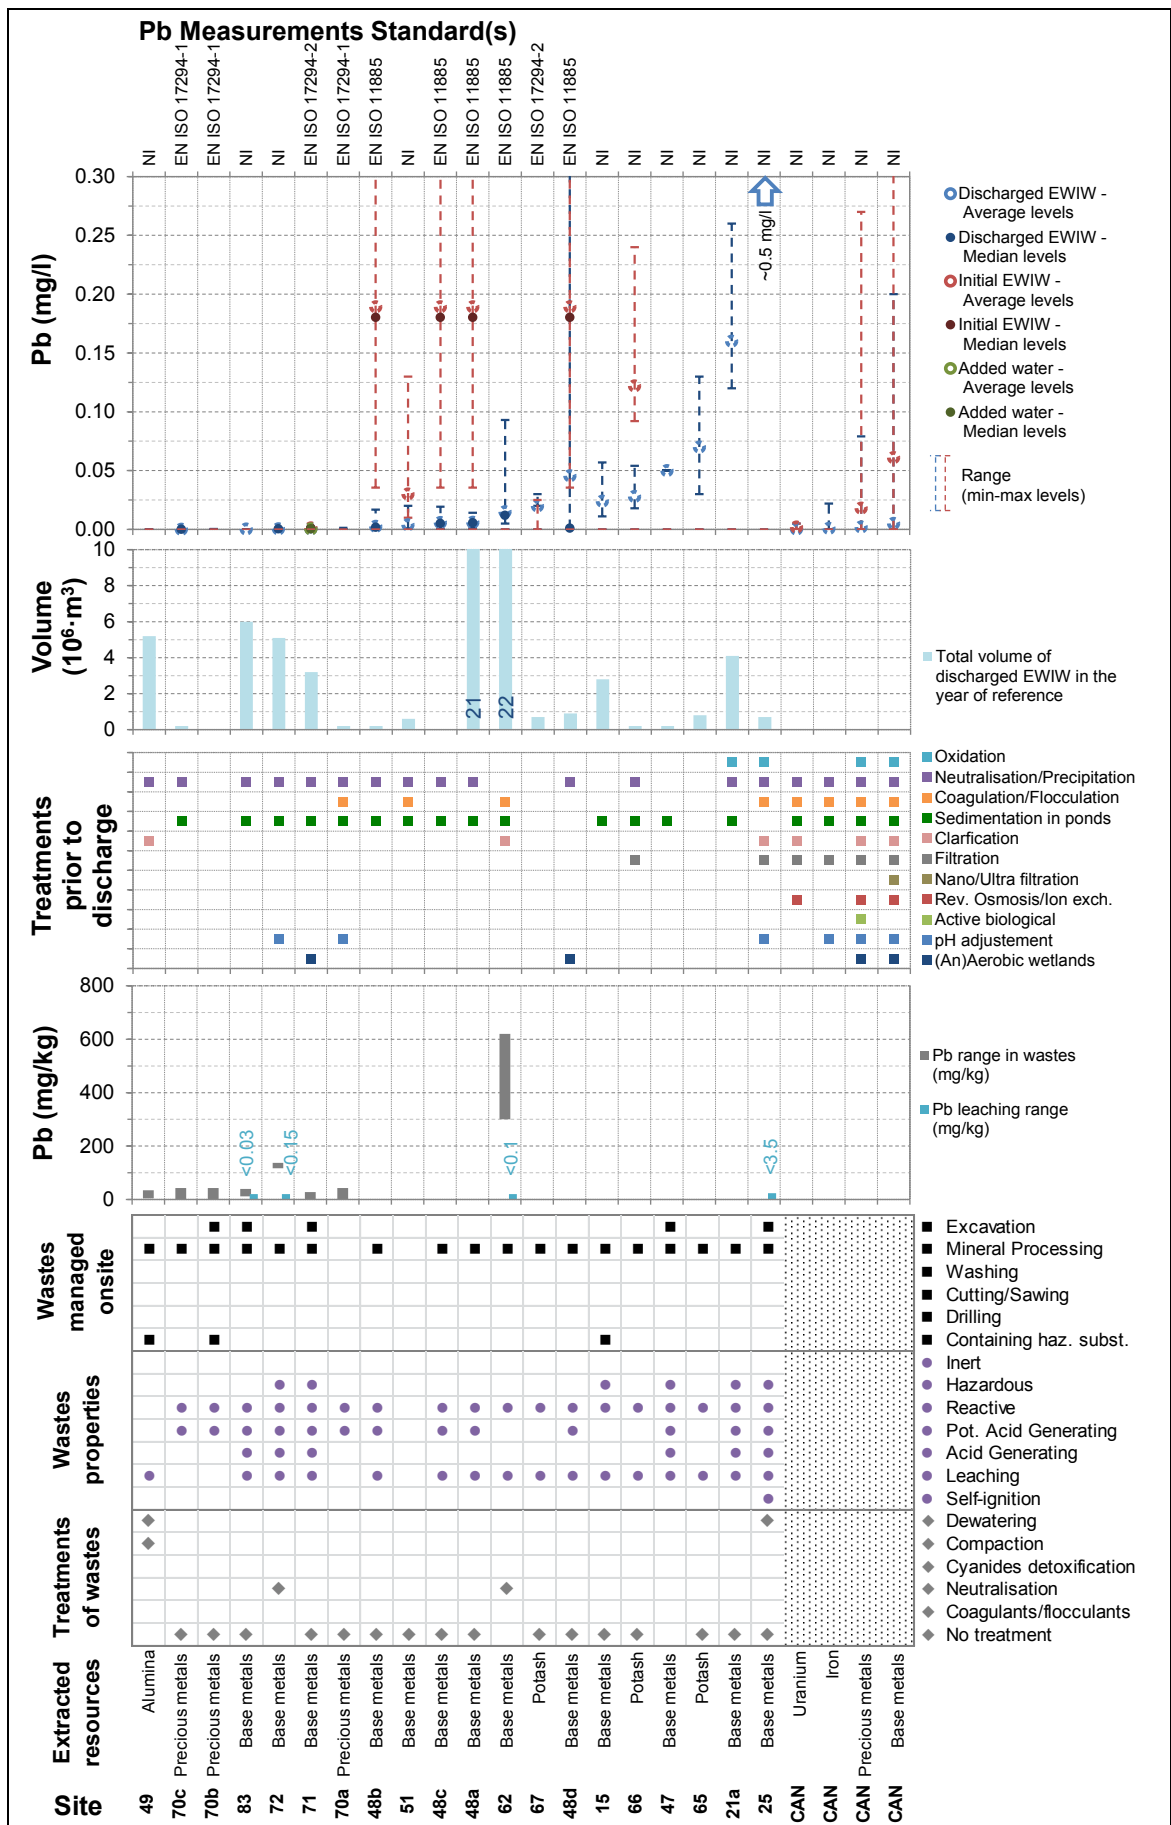 Pb Measurements Standard(s)
NI
EN ISO 17294-1
EN ISO 17294-1
NI
NI
EN ISO 17294-2
EN ISO 17294-1
EN ISO 11885
NI
EN ISO 11885
EN ISO 11885
EN ISO 11885
EN ISO 17294-2
EN ISO 11885
NI
NI
NI
NI
NI
NI
NI
NI
NI
NI
Pb (mg/l)
0.30
0.25
0.20
0.15
0.10
0.05
0.00
~0.5 mg/l
Discharged EWIW -
Average levels
Discharged EWIW -
Median levels
Initial EWIW -
Average levels
Initial EWIW -
Median levels
Added water -
Average levels
Added water -
Median levels
Range
(min-max levels)
Volume
(10⁶·m³)
10
8
6
4
2
0
21
22
Total volume of
discharged EWIW in the
year of reference
Treatments
prior to
discharge
Oxidation
Neutralisation/Precipitation
Coagulation/Flocculation
Sedimentation in ponds
Clarfication
Filtration
Nano/Ultra filtration
Rev. Osmosis/Ion exch.
Active biological
pH adjustement
(An)Aerobic wetlands
Pb (mg/kg)
800
600
400
200
0
<0.03
<0.15
<0.1
<3.5
Pb range in wastes
(mg/kg)
Pb leaching range
(mg/kg)
Wastes
managed
onsite
Excavation
Mineral Processing
Washing
Cutting/Sawing
Drilling
Containing haz. subst.
Wastes
properties
Inert
Hazardous
Reactive
Pot. Acid Generating
Acid Generating
Leaching
Self-ignition
Treatments
of wastes
Dewatering
Compaction
Cyanides detoxification
Neutralisation
Coagulants/flocculants
No treatment
Extracted
resources
Alumina
Precious metals
Precious metals
Base metals
Base metals
Base metals
Precious metals
Base metals
Base metals
Base metals
Base metals
Base metals
Potash
Base metals
Base metals
Potash
Base metals
Potash
Base metals
Base metals
Uranium
Iron
Precious metals
Base metals
Site
49
70c
70b
83
72
71
70a
48b
51
48c
48a
62
67
48d
15
66
47
65
21a
25
CAN
CAN
CAN
CAN